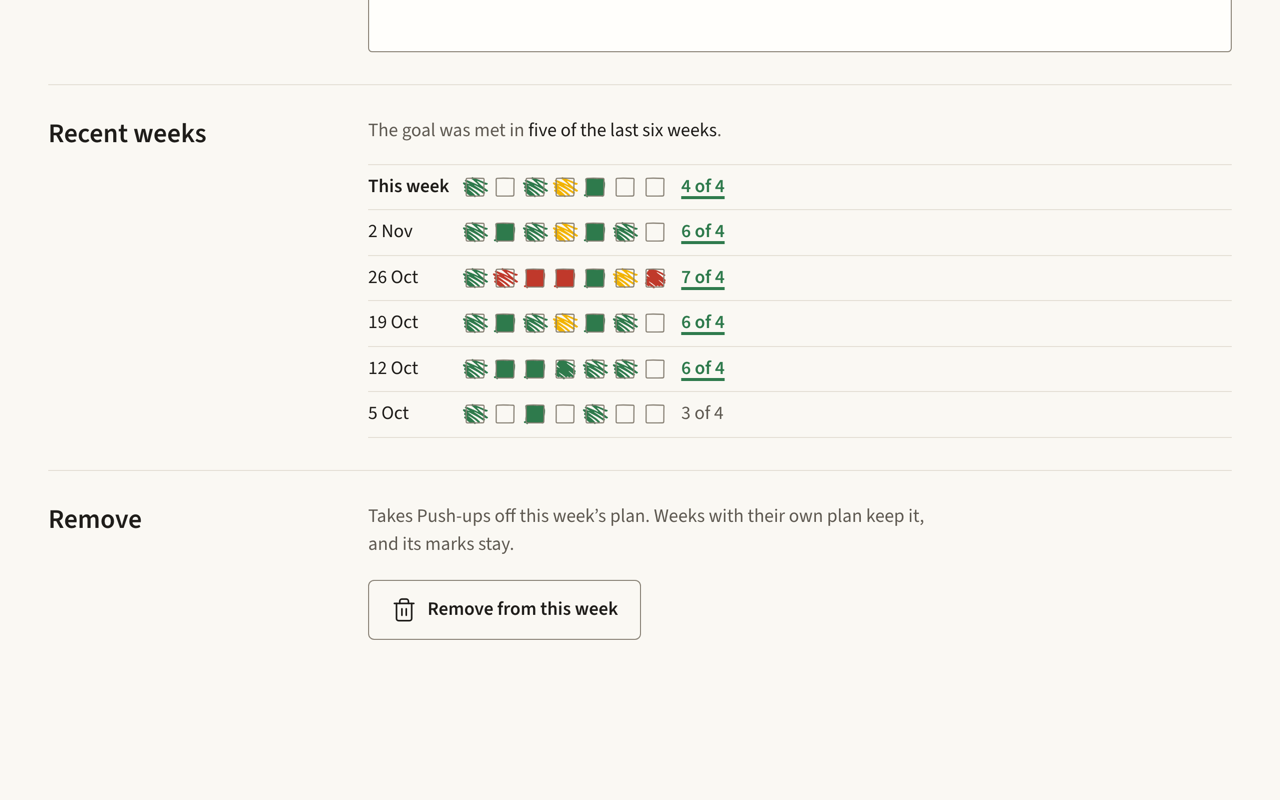 Recent weeks
The goal was met in five of the last six weeks.
This week 4 of 4
2 Nov 6 of 4
26 Oct 7 of 4
19 Oct 6 of 4
12 Oct 6 of 4
5 Oct 3 of 4
Remove
Takes Push-ups off this week’s plan. Weeks with their own plan keep it,
and its marks stay.
Remove from this week